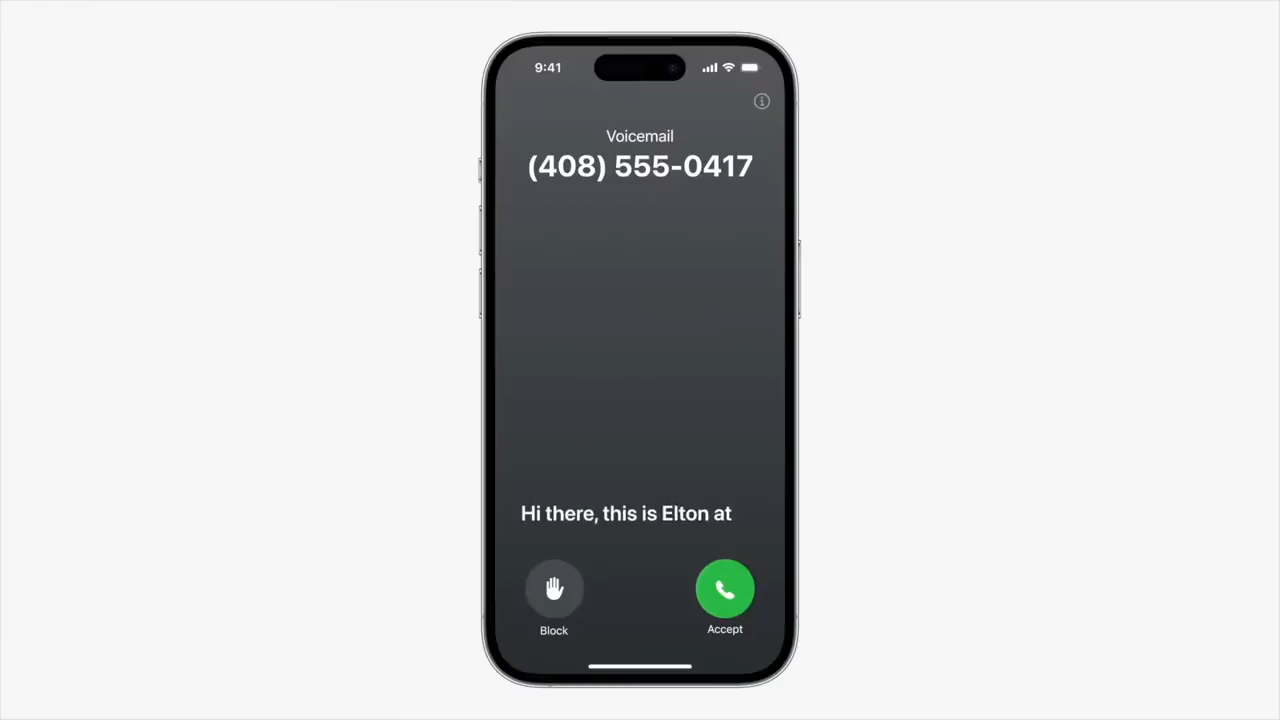 9:41
Voicemail
(408) 555-0417
Hi there, this is Elton at
Block
Accept